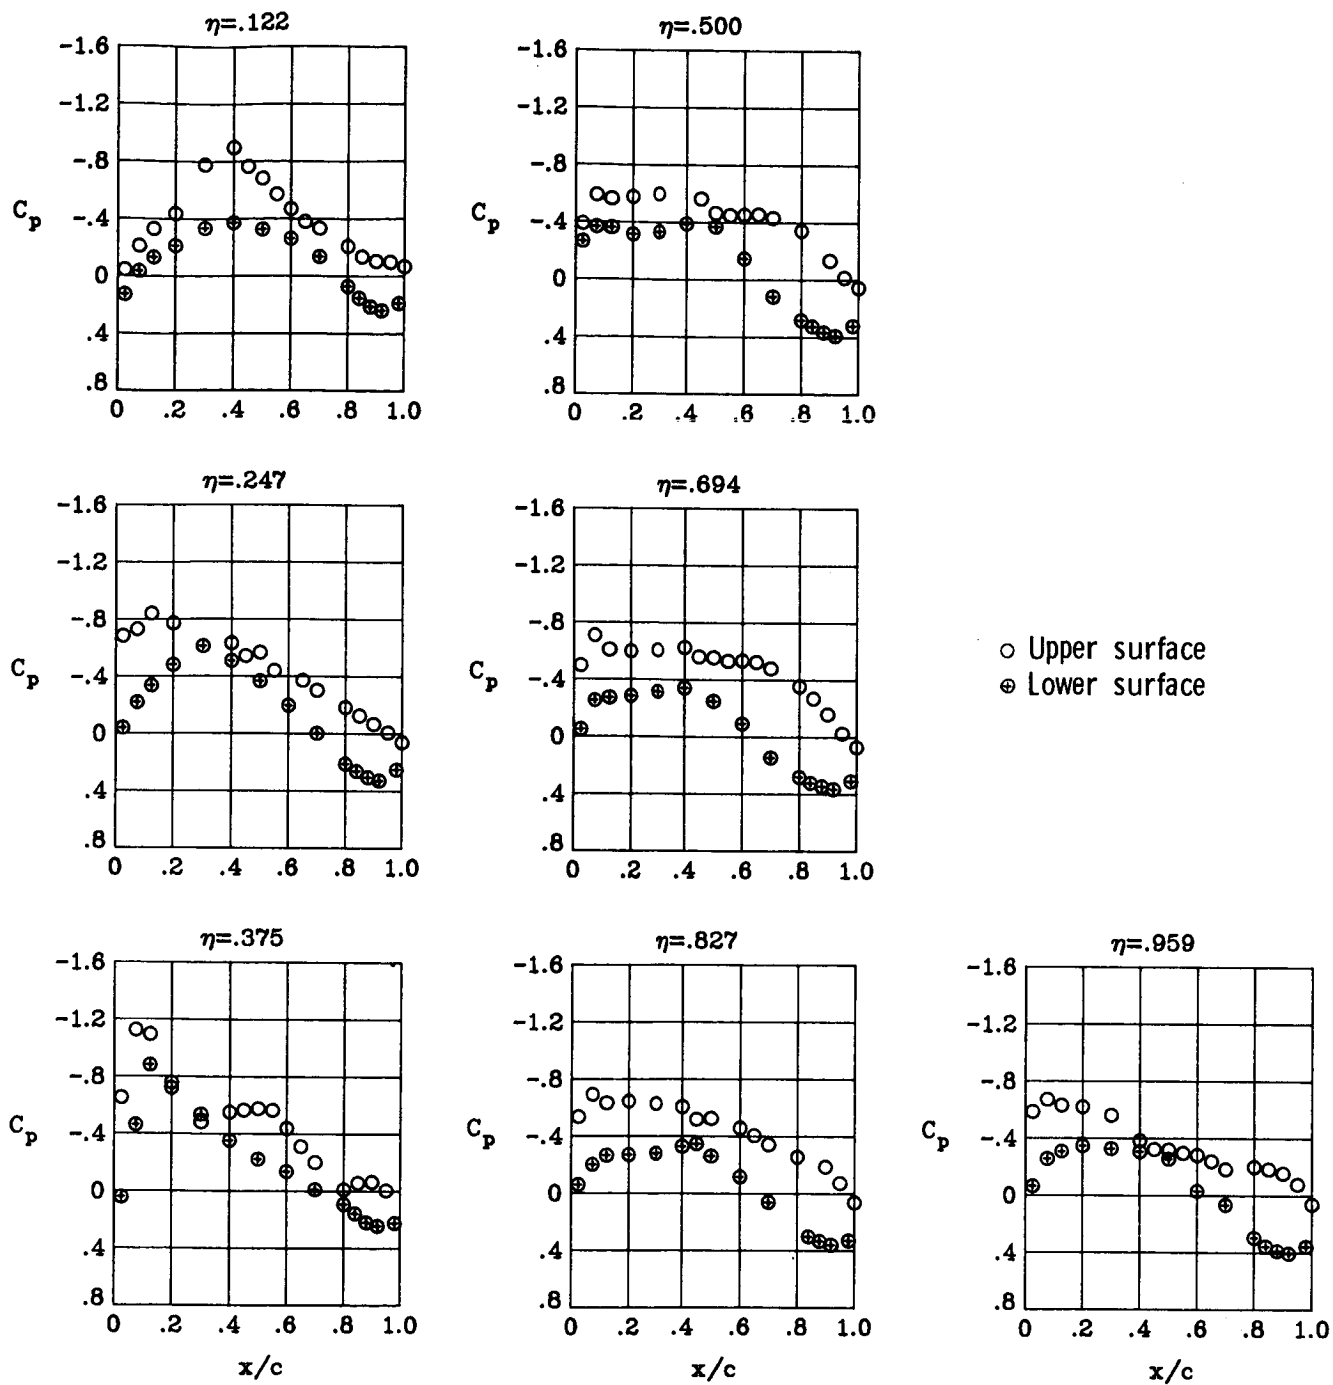 η=.122
-1.6
-1.2
-.8
-.4
0
.4
.8
C_p
0 .2 .4 .6 .8 1.0
η=.500
-1.6
-1.2
-.8
-.4
0
.4
.8
C_p
0 .2 .4 .6 .8 1.0
η=.247
-1.6
-1.2
-.8
-.4
0
.4
.8
C_p
0 .2 .4 .6 .8 1.0
η=.694
-1.6
-1.2
-.8
-.4
0
.4
.8
C_p
0 .2 .4 .6 .8 1.0
Upper surface
Lower surface
η=.375
-1.6
-1.2
-.8
-.4
0
.4
.8
C_p
0 .2 .4 .6 .8 1.0
x/c
η=.827
-1.6
-1.2
-.8
-.4
0
.4
.8
C_p
0 .2 .4 .6 .8 1.0
x/c
η=.959
-1.6
-1.2
-.8
-.4
0
.4
.8
C_p
0 .2 .4 .6 .8 1.0
x/c